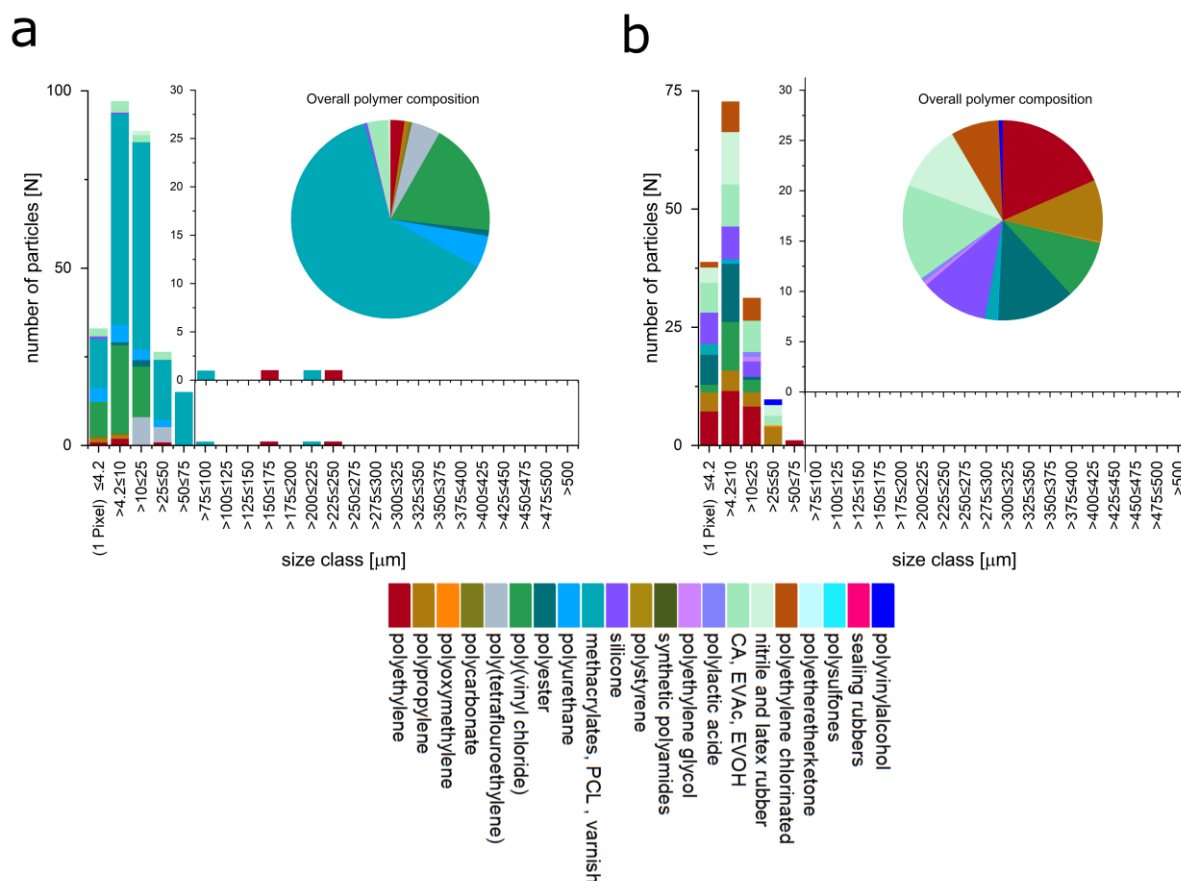 a
b
100
50
0
number of particles [N]
30
25
20
15
10
5
0
Overall polymer composition
(1 Pixel) ≤4.2
>4.2≤10
>10≤25
>25≤50
>50≤75
>75≤100
>100≤125
>125≤150
>150≤175
>175≤200
>200≤225
>225≤250
>250≤275
>275≤300
>300≤325
>325≤350
>350≤375
>375≤400
>400≤425
>425≤450
>450≤475
>475≤500
>500
size class [µm]
75
50
25
0
number of particles [N]
30
25
20
15
10
5
0
Overall polymer composition
(1 Pixel) ≤4.2
>4.2≤10
>10≤25
>25≤50
>50≤75
>75≤100
>100≤125
>125≤150
>150≤175
>175≤200
>200≤225
>225≤250
>250≤275
>275≤300
>300≤325
>325≤350
>350≤375
>375≤400
>400≤425
>425≤450
>450≤475
>475≤500
size class [µm]
polyethylene
polypropylene
polyoxymethylene
polycarbonate
poly(tetraflouroethylene)
poly(vinyl chloride)
polyester
polyurethane
methacrylates, PCL , varnish
silicone
polystyrene
synthetic polyamides
polyethylene glycol
polylactic acide
CA, EVAc, EVOH
nitrile and latex rubber
polyethylene chlorinated
polyetheretherketone
polysulfones
sealing rubbers
polyvinylalcohol